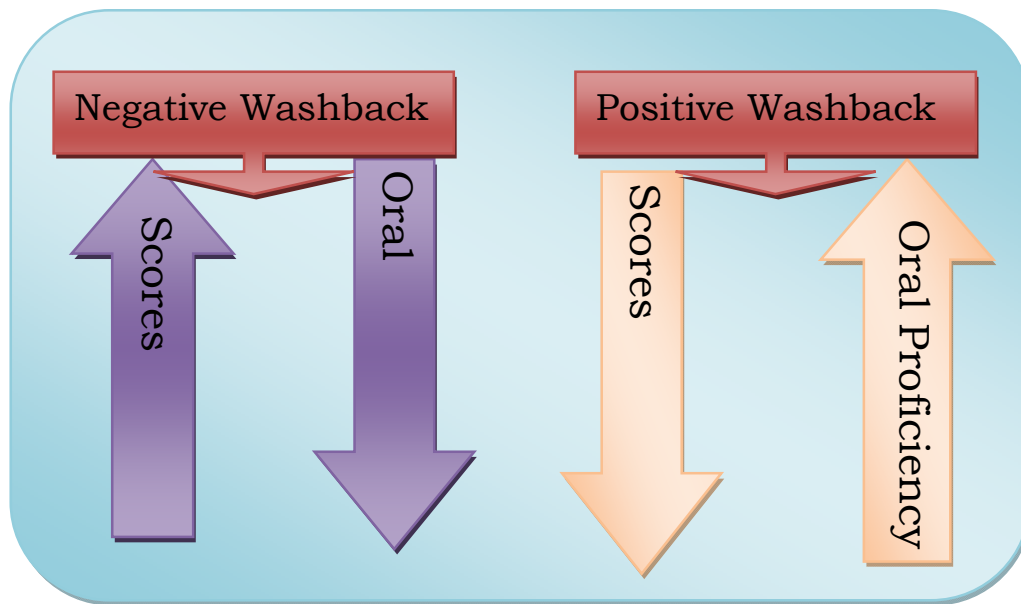 Negative Washback
Positive Washback
Scores
Oral
Scores
Oral Proficiency